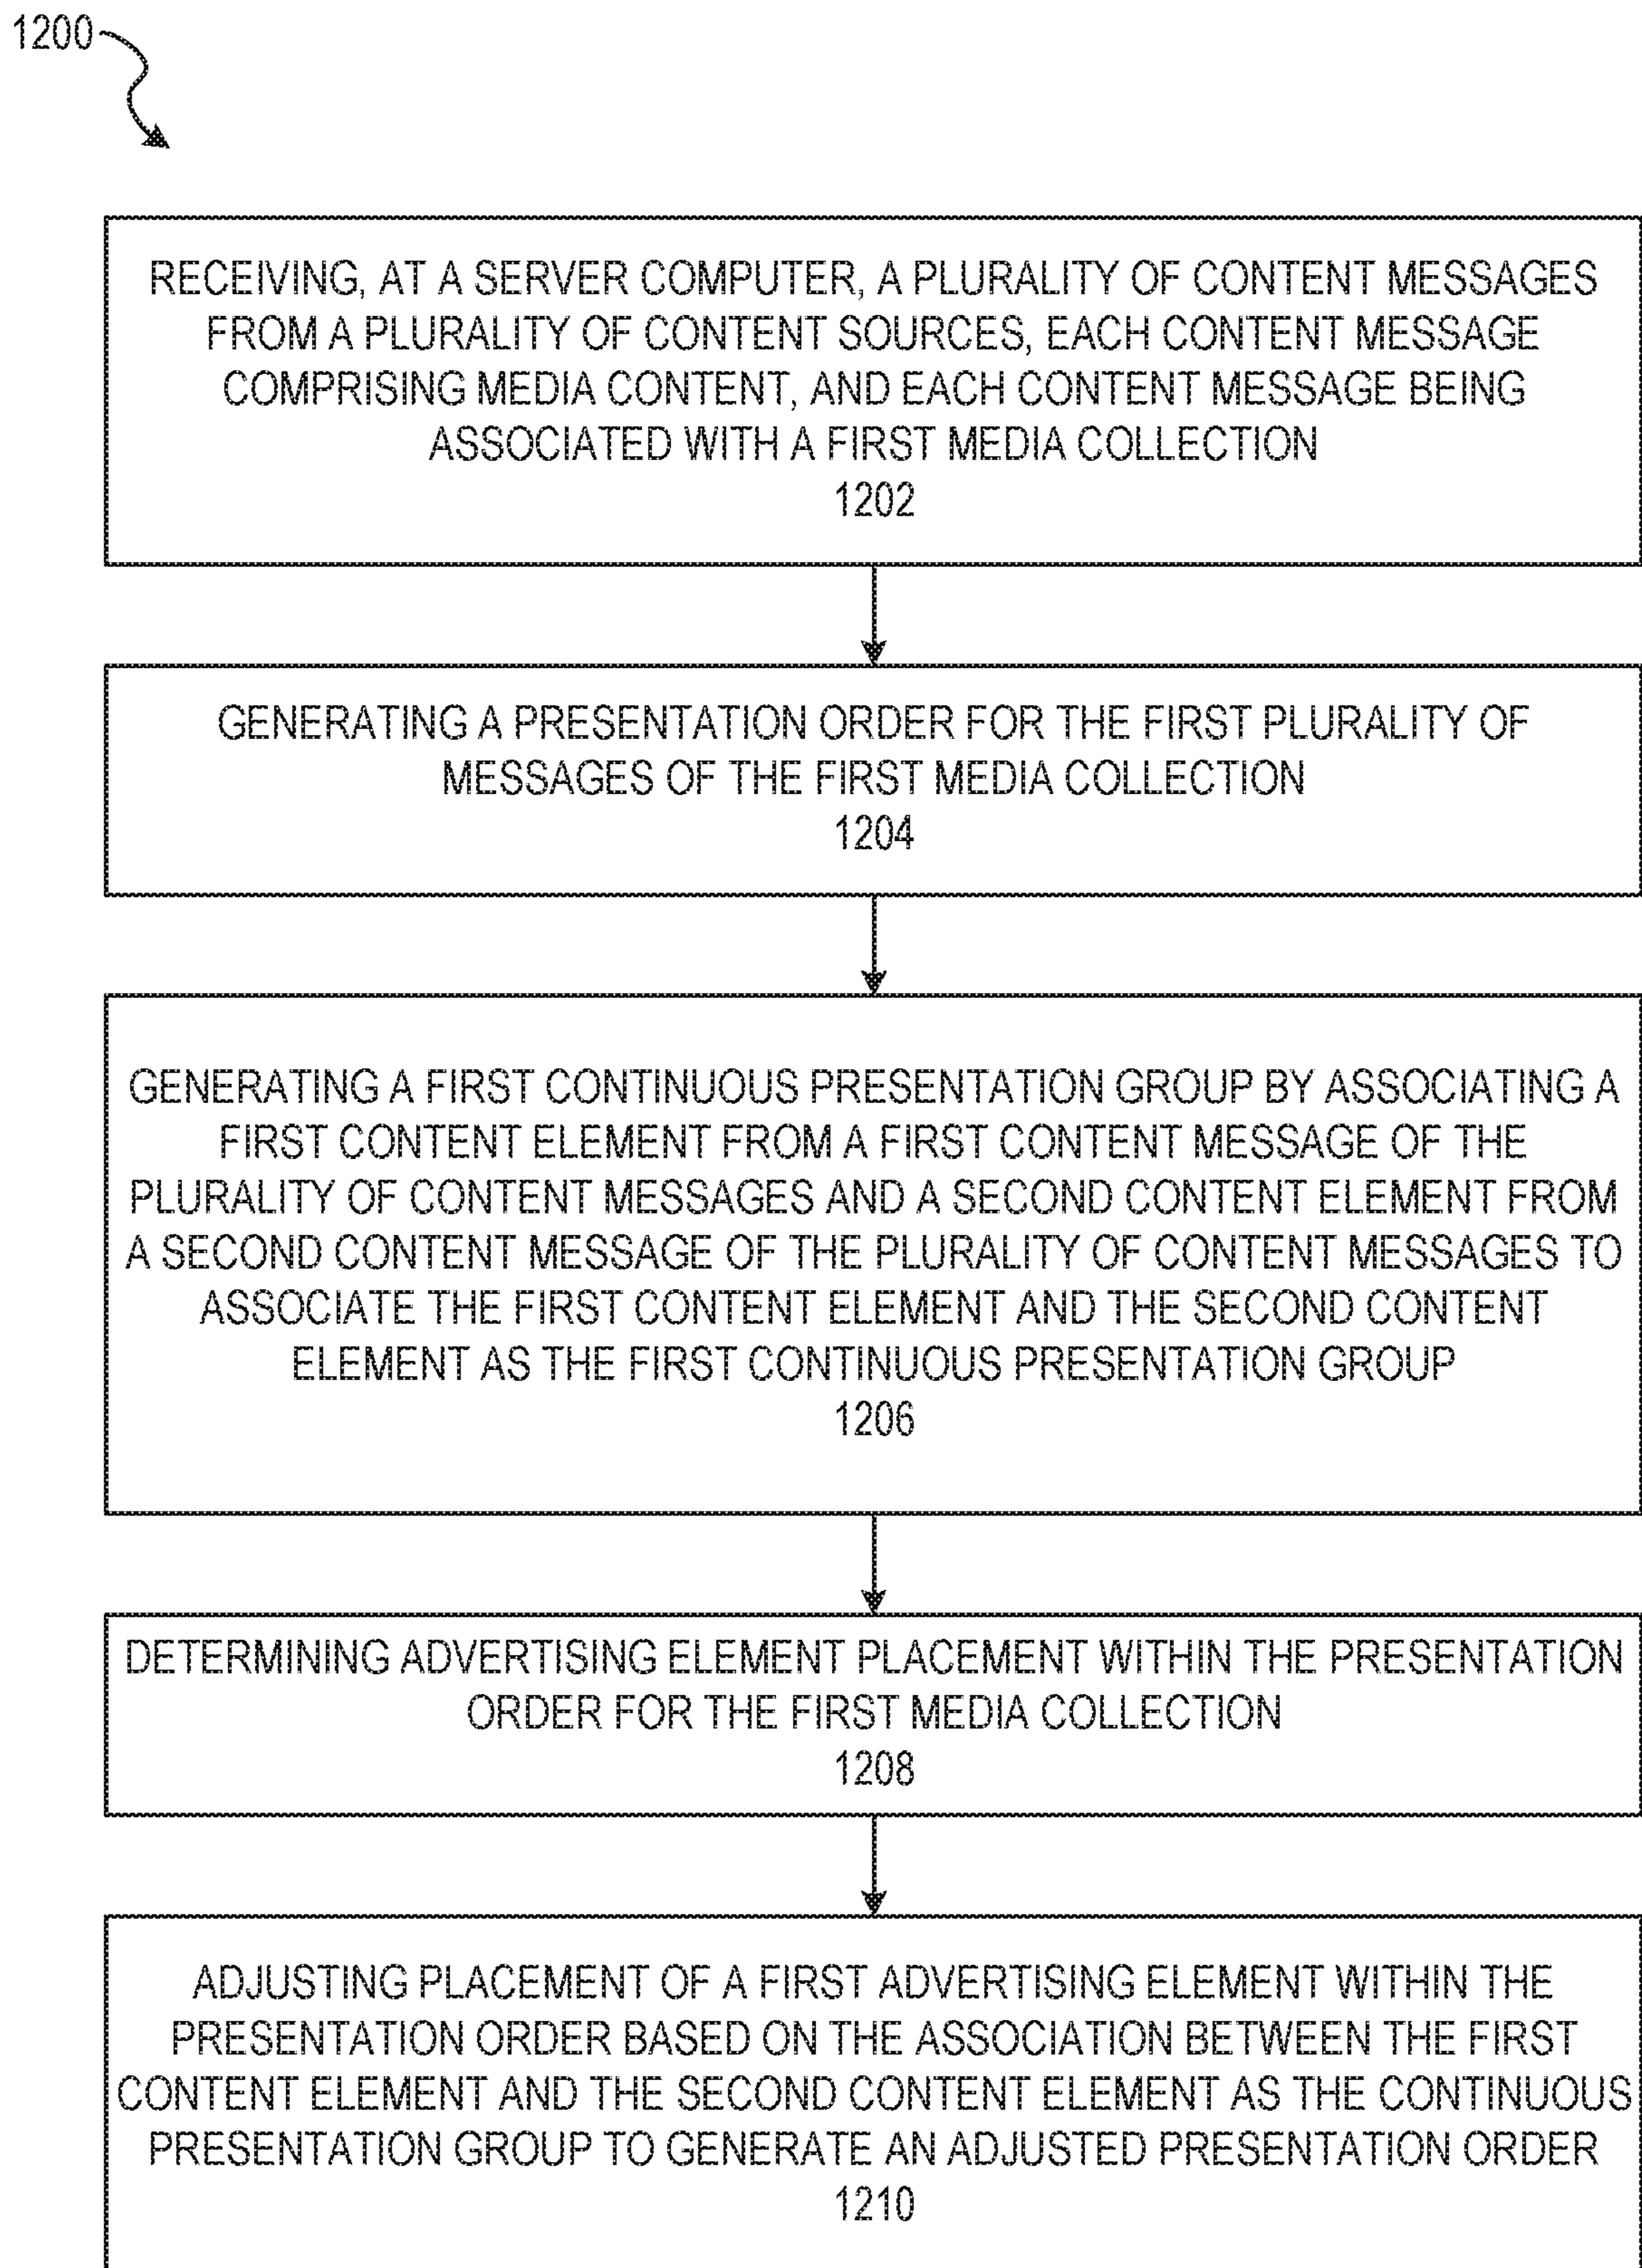 1200
RECEIVING, AT A SERVER COMPUTER, A PLURALITY OF CONTENT MESSAGES
FROM A PLURALITY OF CONTENT SOURCES, EACH CONTENT MESSAGE
COMPRISING MEDIA CONTENT, AND EACH CONTENT MESSAGE BEING
ASSOCIATED WITH A FIRST MEDIA COLLECTION
1202
GENERATING A PRESENTATION ORDER FOR THE FIRST PLURALITY OF
MESSAGES OF THE FIRST MEDIA COLLECTION
1204
GENERATING A FIRST CONTINUOUS PRESENTATION GROUP BY ASSOCIATING A
FIRST CONTENT ELEMENT FROM A FIRST CONTENT MESSAGE OF THE
PLURALITY OF CONTENT MESSAGES AND A SECOND CONTENT ELEMENT FROM
A SECOND CONTENT MESSAGE OF THE PLURALITY OF CONTENT MESSAGES TO
ASSOCIATE THE FIRST CONTENT ELEMENT AND THE SECOND CONTENT
ELEMENT AS THE FIRST CONTINUOUS PRESENTATION GROUP
1206
DETERMINING ADVERTISING ELEMENT PLACEMENT WITHIN THE PRESENTATION
ORDER FOR THE FIRST MEDIA COLLECTION
1208
ADJUSTING PLACEMENT OF A FIRST ADVERTISING ELEMENT WITHIN THE
PRESENTATION ORDER BASED ON THE ASSOCIATION BETWEEN THE FIRST
CONTENT ELEMENT AND THE SECOND CONTENT ELEMENT AS THE CONTINUOUS
PRESENTATION GROUP TO GENERATE AN ADJUSTED PRESENTATION ORDER
1210